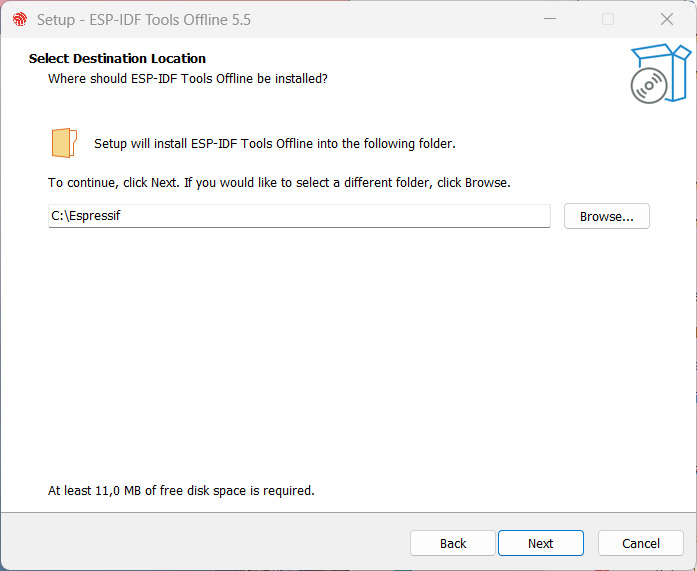 Setup - ESP-IDF Tools Offline 5.5
Select Destination Location
Where should ESP-IDF Tools Offline be installed?
Setup will install ESP-IDF Tools Offline into the following folder.
To continue, click Next. If you would like to select a different folder, click Browse.
C:\Espressif
Browse...
At least 11,0 MB of free disk space is required.
Back
Next
Cancel